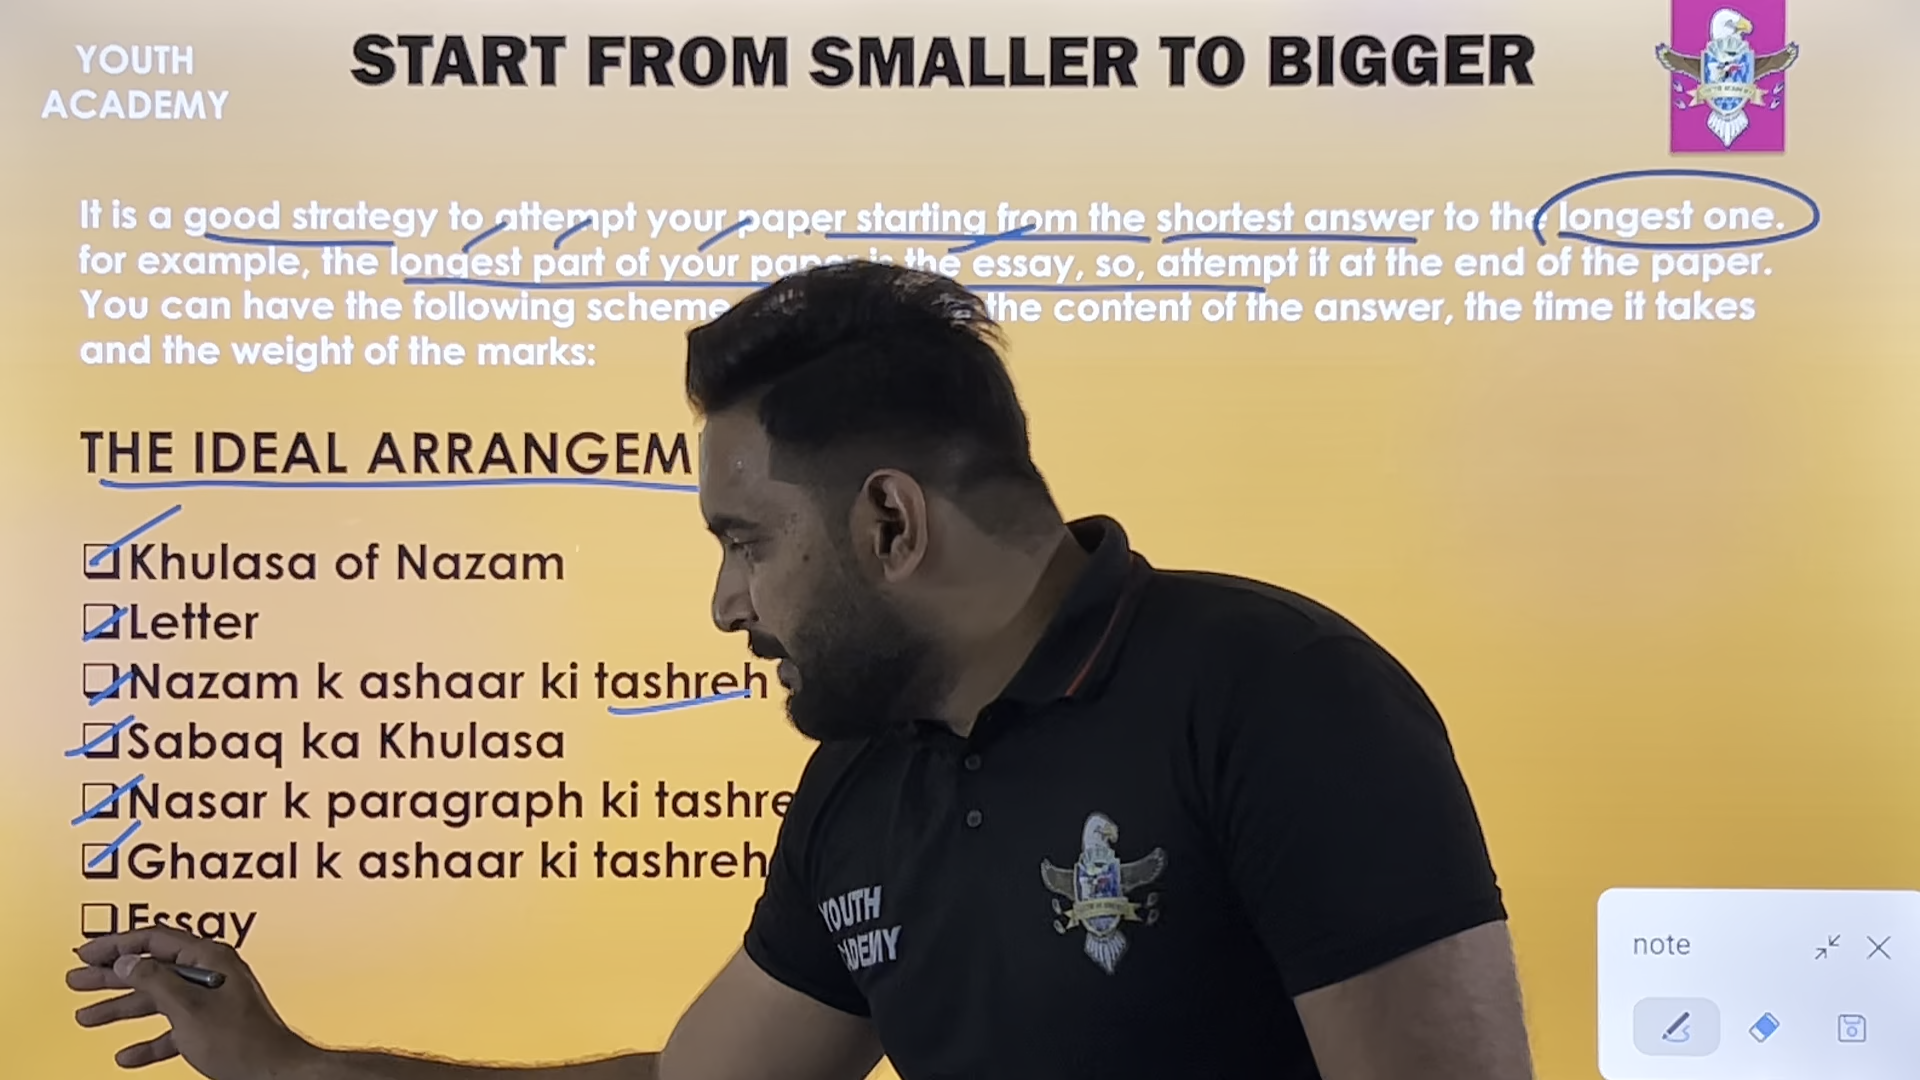 YOUTH
ACADEMY
START FROM SMALLER TO BIGGER
It is a good strategy to attempt your paper starting from the shortest answer to the longest one.
for example, the longest part of your paper is the essay, so, attempt it at the end of the paper.
You can have the following scheme the content of the answer, the time it takes
and the weight of the marks:
THE IDEAL
Khulasa of Nazam
Letter
Nazam k ashaar ki tashreh
Sabaq ka Khulasa
Nasar k paragraph ki
Ghazal k ashaar ki tashreh
Essay
YOUTH
note